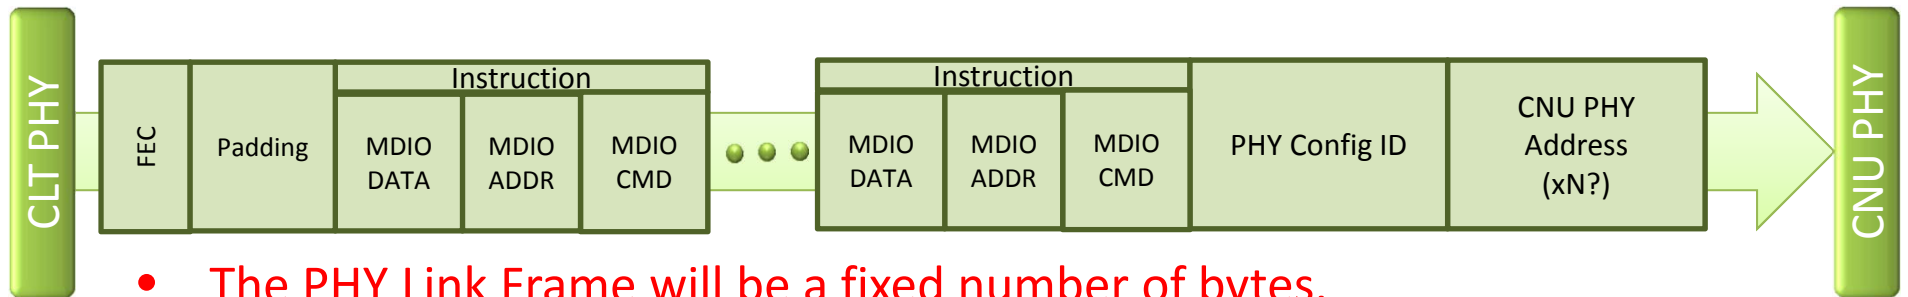 CLT PHY
FEC
Padding
Instruction
MDIO
DATA
MDIO
ADDR
MDIO
CMD
Instruction
MDIO
DATA
MDIO
ADDR
MDIO
CMD
PHY Config ID
CNU PHY
Address
(xN?)
CNU PHY
• The PHY Link Frame will be a fixed number of bytes.